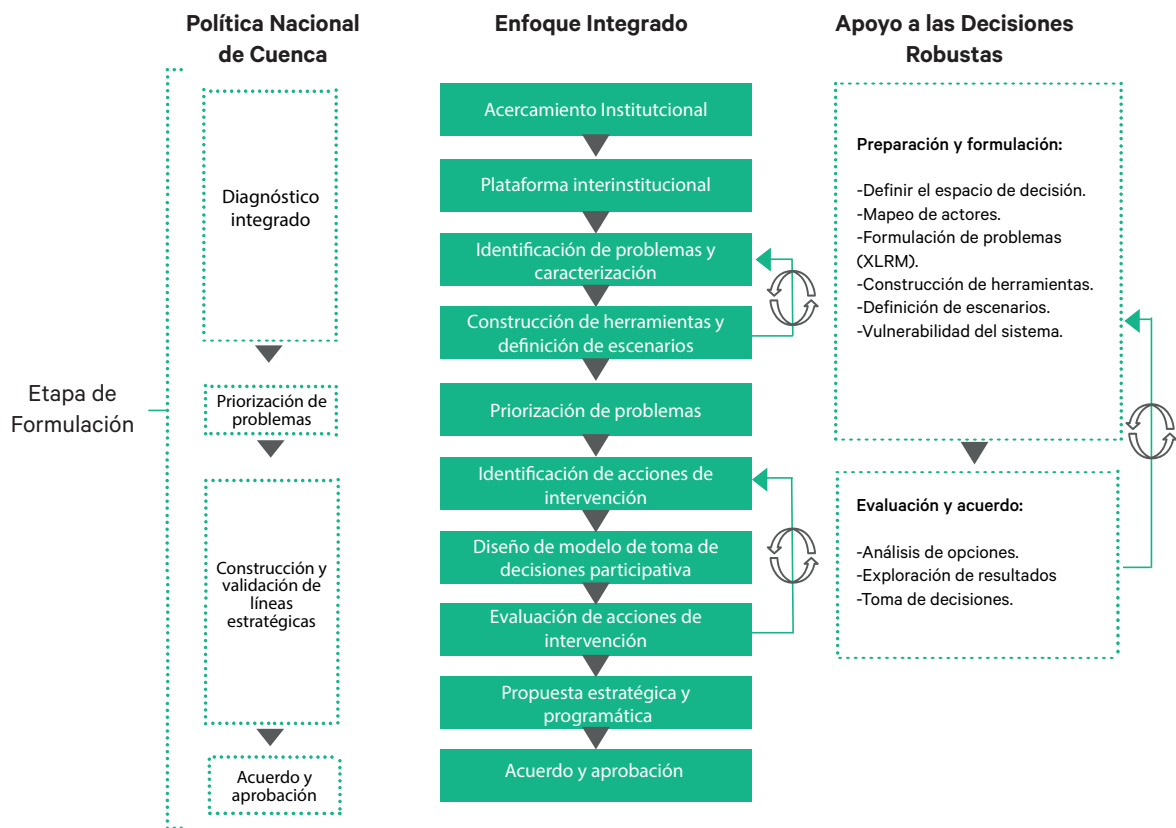 Política Nacional
de Cuenca
Enfoque Integrado
Apoyo a las Decisiones
Robustas
Etapa de
Formulación
Diagnóstico
integrado
Priorización de
problemas
Construcción y
validación de
líneas
estratégicas
Acuerdo y
aprobación
Acercamiento Institutcional
Plataforma interinstitucional
Identificación de problemas y
caracterización
Construcción de herramientas y
definición de escenarios
Priorización de problemas
Identificación de acciones de
intervención
Diseño de modelo de toma de
decisiones participativa
Evaluación de acciones de
intervención
Propuesta estratégica y
programática
Acuerdo y aprobación
Preparación y formulación:
-Definir el espacio de decisión.
-Mapeo de actores.
-Formulación de problemas
(XLRM).
-Construcción de herramientas.
-Definición de escenarios.
-Vulnerabilidad del sistema.
Evaluación y acuerdo:
-Análisis de opciones.
-Exploración de resultados
-Toma de decisiones.